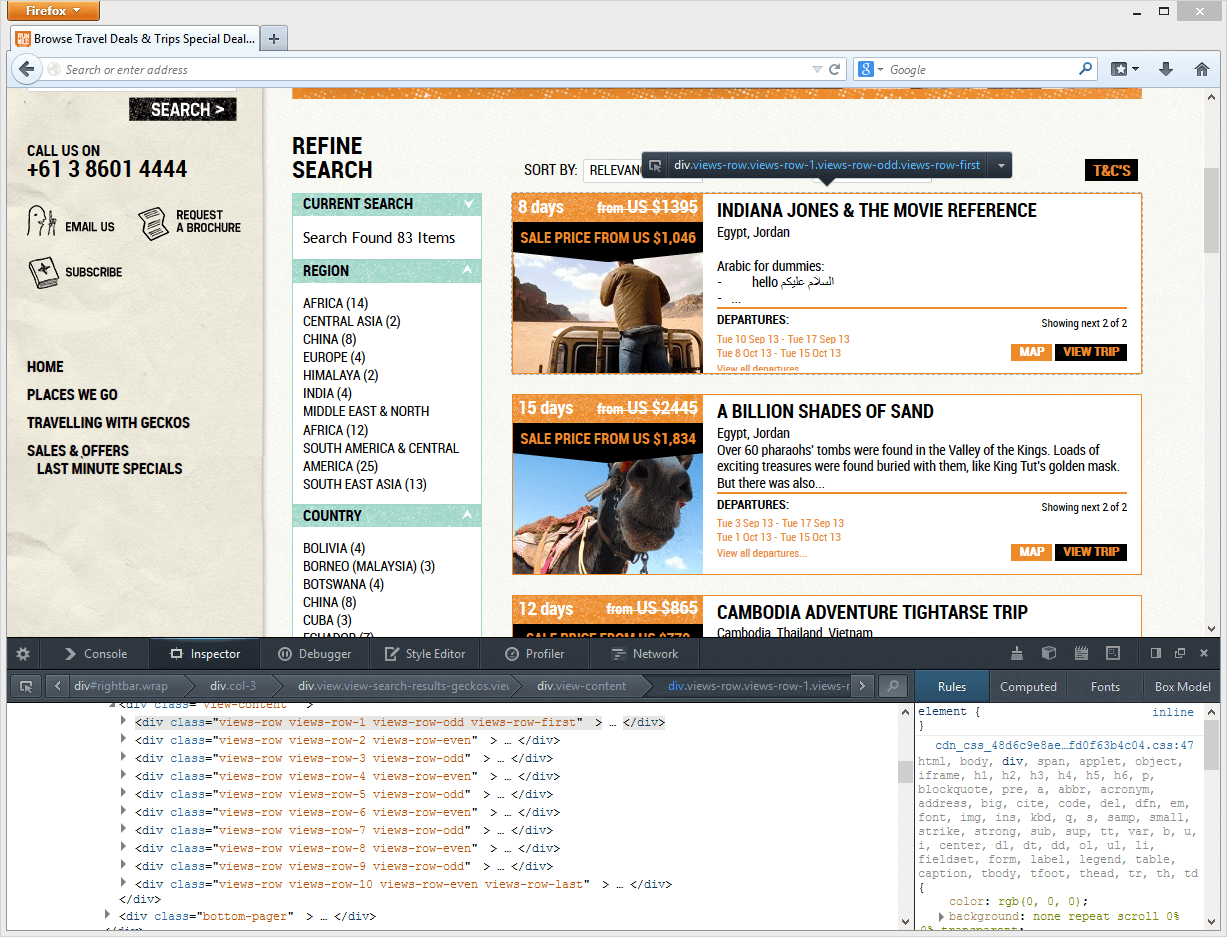 Firefox
Browse Travel Deals & Trips Special Deal...
Search or enter address
Google
SEARCH >
CALL US ON
+61 3 8601 4444
EMAIL US
REQUEST
A BROCHURE
SUBSCRIBE
HOME
PLACES WE GO
TRAVELLING WITH GECKOS
SALES & OFFERS
LAST MINUTE SPECIALS
REFINE
SEARCH
SORT BY: RELEVAN
div.views-row.views-row-1.views-row-odd.views-row-first
T&C'S
CURRENT SEARCH
Search Found 83 Items
REGION
AFRICA (14)
CENTRAL ASIA (2)
CHINA (8)
EUROPE (4)
HIMALAYA (2)
INDIA (4)
MIDDLE EAST & NORTH
AFRICA (12)
SOUTH AMERICA & CENTRAL
AMERICA (25)
SOUTH EAST ASIA (13)
COUNTRY
BOLIVIA (4)
BORNEO (MALAYSIA) (3)
BOTSWANA (4)
CHINA (8)
CUBA (3)
ECUADOR (7)
8 days from US $1395
SALE PRICE FROM US $1,046
INDIANA JONES & THE MOVIE REFERENCE
Egypt, Jordan
Arabic for dummies:
- hello السلام عليكم
- ...
DEPARTURES:
Showing next 2 of 2
Tue 10 Sep 13 - Tue 17 Sep 13
Tue 8 Oct 13 - Tue 15 Oct 13
View all departures
MAP VIEW TRIP
15 days from US $2445
SALE PRICE FROM US $1,834
A BILLION SHADES OF SAND
Egypt, Jordan
Over 60 pharaohs' tombs were found in the Valley of the Kings. Loads of
exciting treasures were found buried with them, like King Tut's golden mask.
But there was also...
DEPARTURES:
Showing next 2 of 2
Tue 3 Sep 13 - Tue 17 Sep 13
Tue 1 Oct 13 - Tue 15 Oct 13
View all departures...
MAP VIEW TRIP
12 days from US $865
SALE PRICE FROM US $779
CAMBODIA ADVENTURE TIGHTARSE TRIP
Cambodia, Thailand, Vietnam
Console Inspector Debugger Style Editor Profiler Network
div#rightbar.wrap div.col-3 div.view.view-search-results-geckos.view div.view-content div.views-row.views-row-1.views-r
Rules Computed Fonts Box Model
<div class="view-content" >
<div class="views-row views-row-1 views-row-odd views-row-first" > … </div>
<div class="views-row views-row-2 views-row-even" > … </div>
<div class="views-row views-row-3 views-row-odd" > … </div>
<div class="views-row views-row-4 views-row-even" > … </div>
<div class="views-row views-row-5 views-row-odd" > … </div>
<div class="views-row views-row-6 views-row-even" > … </div>
<div class="views-row views-row-7 views-row-odd" > … </div>
<div class="views-row views-row-8 views-row-even" > … </div>
<div class="views-row views-row-9 views-row-odd" > … </div>
<div class="views-row views-row-10 views-row-even views-row-last" > … </div>
</div>
<div class="bottom-pager" > … </div>
</div>
element { inline
}
cdn_css_48d6c9e8ae…fd0f63b4c04.css:47
html, body, div, span, applet, object,
iframe, h1, h2, h3, h4, h5, h6, p,
blockquote, pre, a, abbr, acronym,
address, big, cite, code, del, dfn, em,
font, img, ins, kbd, q, s, samp, small,
strike, strong, sub, sup, tt, var, b, u,
i, center, dl, dt, dd, ol, ul, li,
fieldset, form, label, legend, table,
caption, tbody, tfoot, thead, tr, th, td
{
color: rgb(0, 0, 0);
background: none repeat scroll 0%
0% transparent;